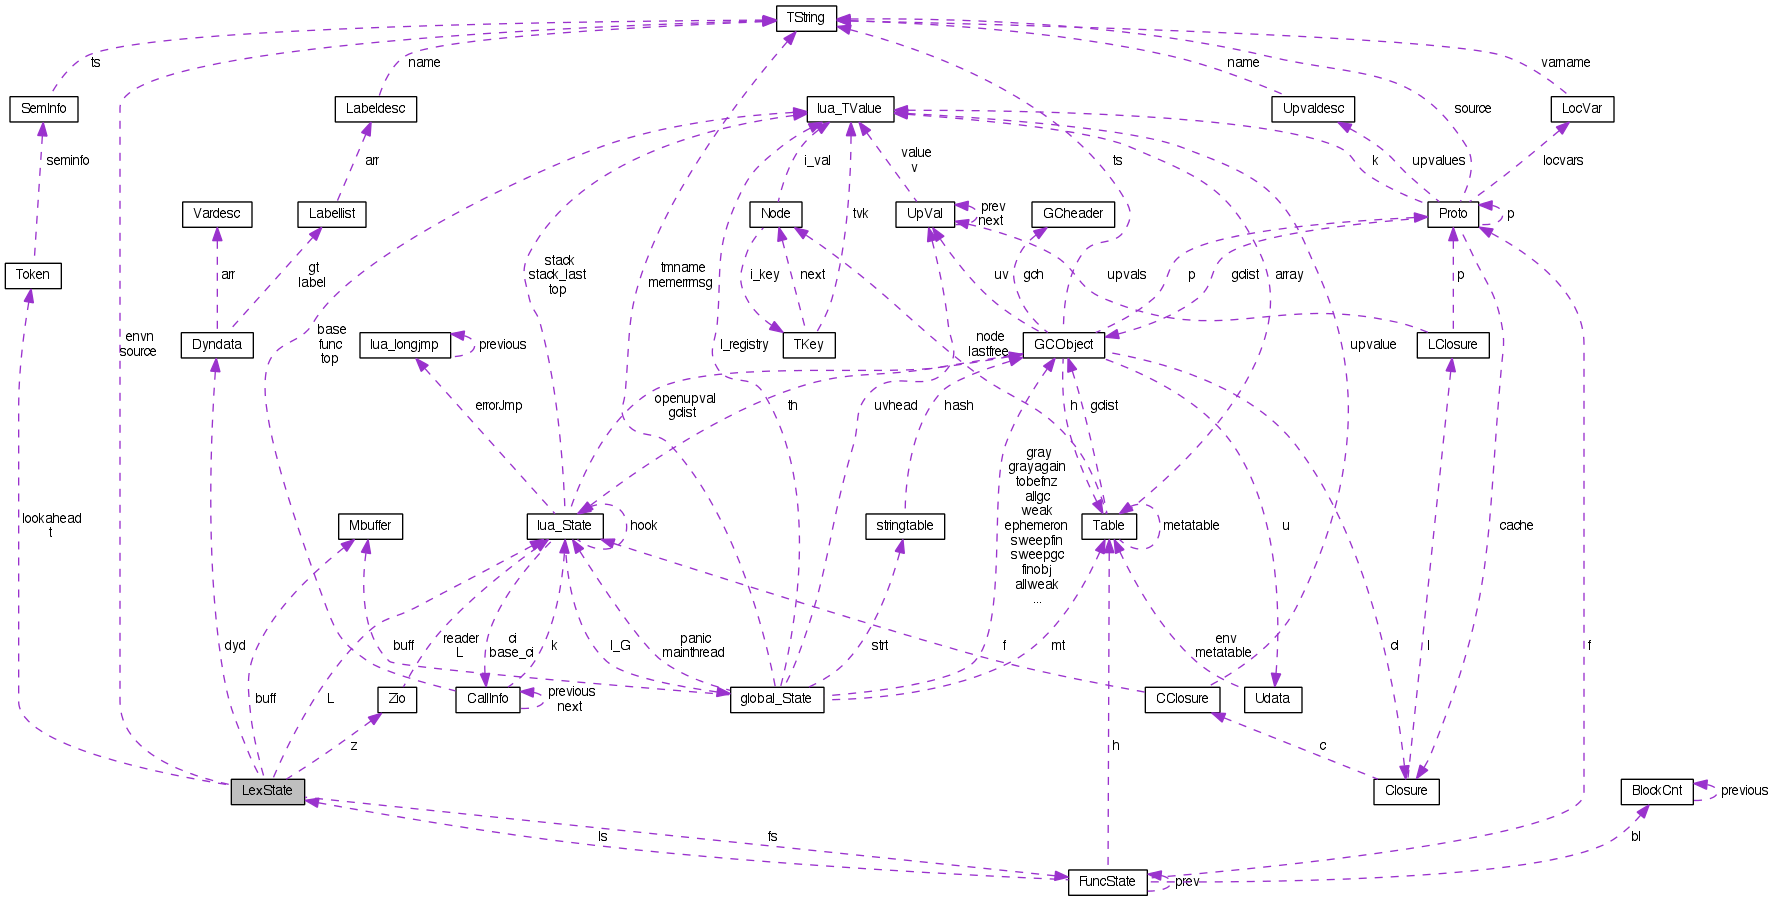 TString
ts
name
name
varname
SemInfo
Labeldesc
lua_TValue
Upvaldesc
source
LocVar
seminfo
arr
i_val
value
v
ts
k
upvalues
locvars
Vardesc
Labellist
Node
tvk
UpVal
prev
next
GCheader
Proto
p
Token
arr
gt
label
stack
stack_last
top
tmname
memerrmsg
i_key
next
uv
gch
upvals
p
gclist
array
p
envn
source
Dyndata
base
func
top
lua_longjmp
previous
l_registry
TKey
node
lastfree
GCObject
upvalue
LClosure
errorJmp
openupval
gclist
th
uvhead
hash
h
gclist
lookahead
t
Mbuffer
lua_State
hook
stringtable
gray
grayagain
tobefnz
allgc
weak
ephemeron
sweepfin
sweepgc
finobj
allweak
...
Table
metatable
u
cache
dyd
buff
reader
L
ci
base_ci
k
l_G
panic
mainthread
strt
f
mt
env
metatable
cl
l
f
buff
L
Zio
CallInfo
previous
next
global_State
CClosure
Udata
z
c
LexState
Closure
BlockCnt
previous
ls
fs
bl
FuncState
prev